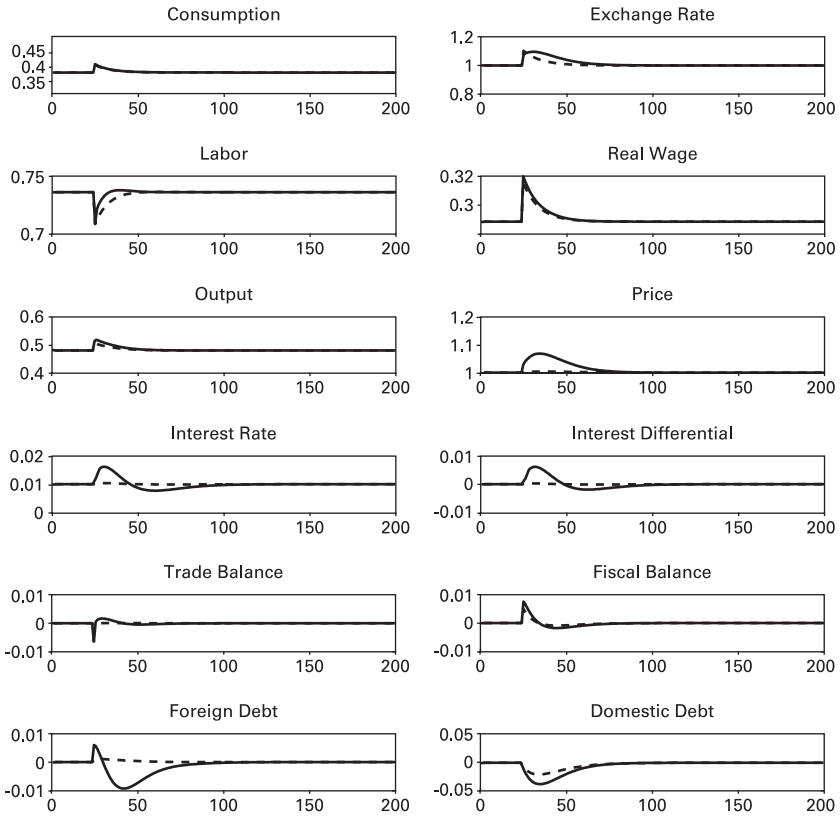 Consumption
0.45
0.4
0.35
0 50 100 150 200
Exchange Rate
1.2
1
0.8
0 50 100 150 200
Labor
0.75
0.7
0 50 100 150 200
Real Wage
0.32
0.3
0 50 100 150 200
Output
0.6
0.5
0.4
0 50 100 150 200
Price
1.2
1.1
1
0 50 100 150 200
Interest Rate
0.02
0.01
0
0 50 100 150 200
Interest Differential
0.01
0
-0.01
0 50 100 150 200
Trade Balance
0.01
0
-0.01
0 50 100 150 200
Fiscal Balance
0.01
0
-0.01
0 50 100 150 200
Foreign Debt
0.01
0
-0.01
0 50 100 150 200
Domestic Debt
0.05
0
-0.05
0 50 100 150 200